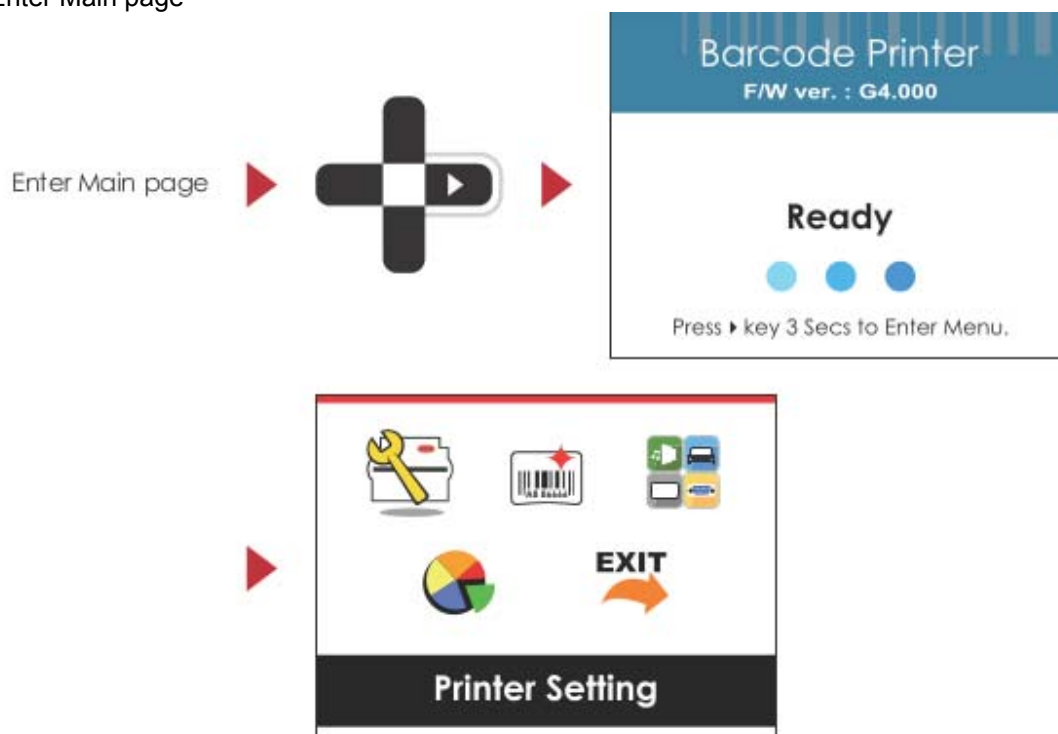 Enter Main page
Barcode Printer
F/W ver. : G4.000
Enter Main page
Ready
Press ▸ key 3 Secs to Enter Menu.
EXIT
Printer Setting